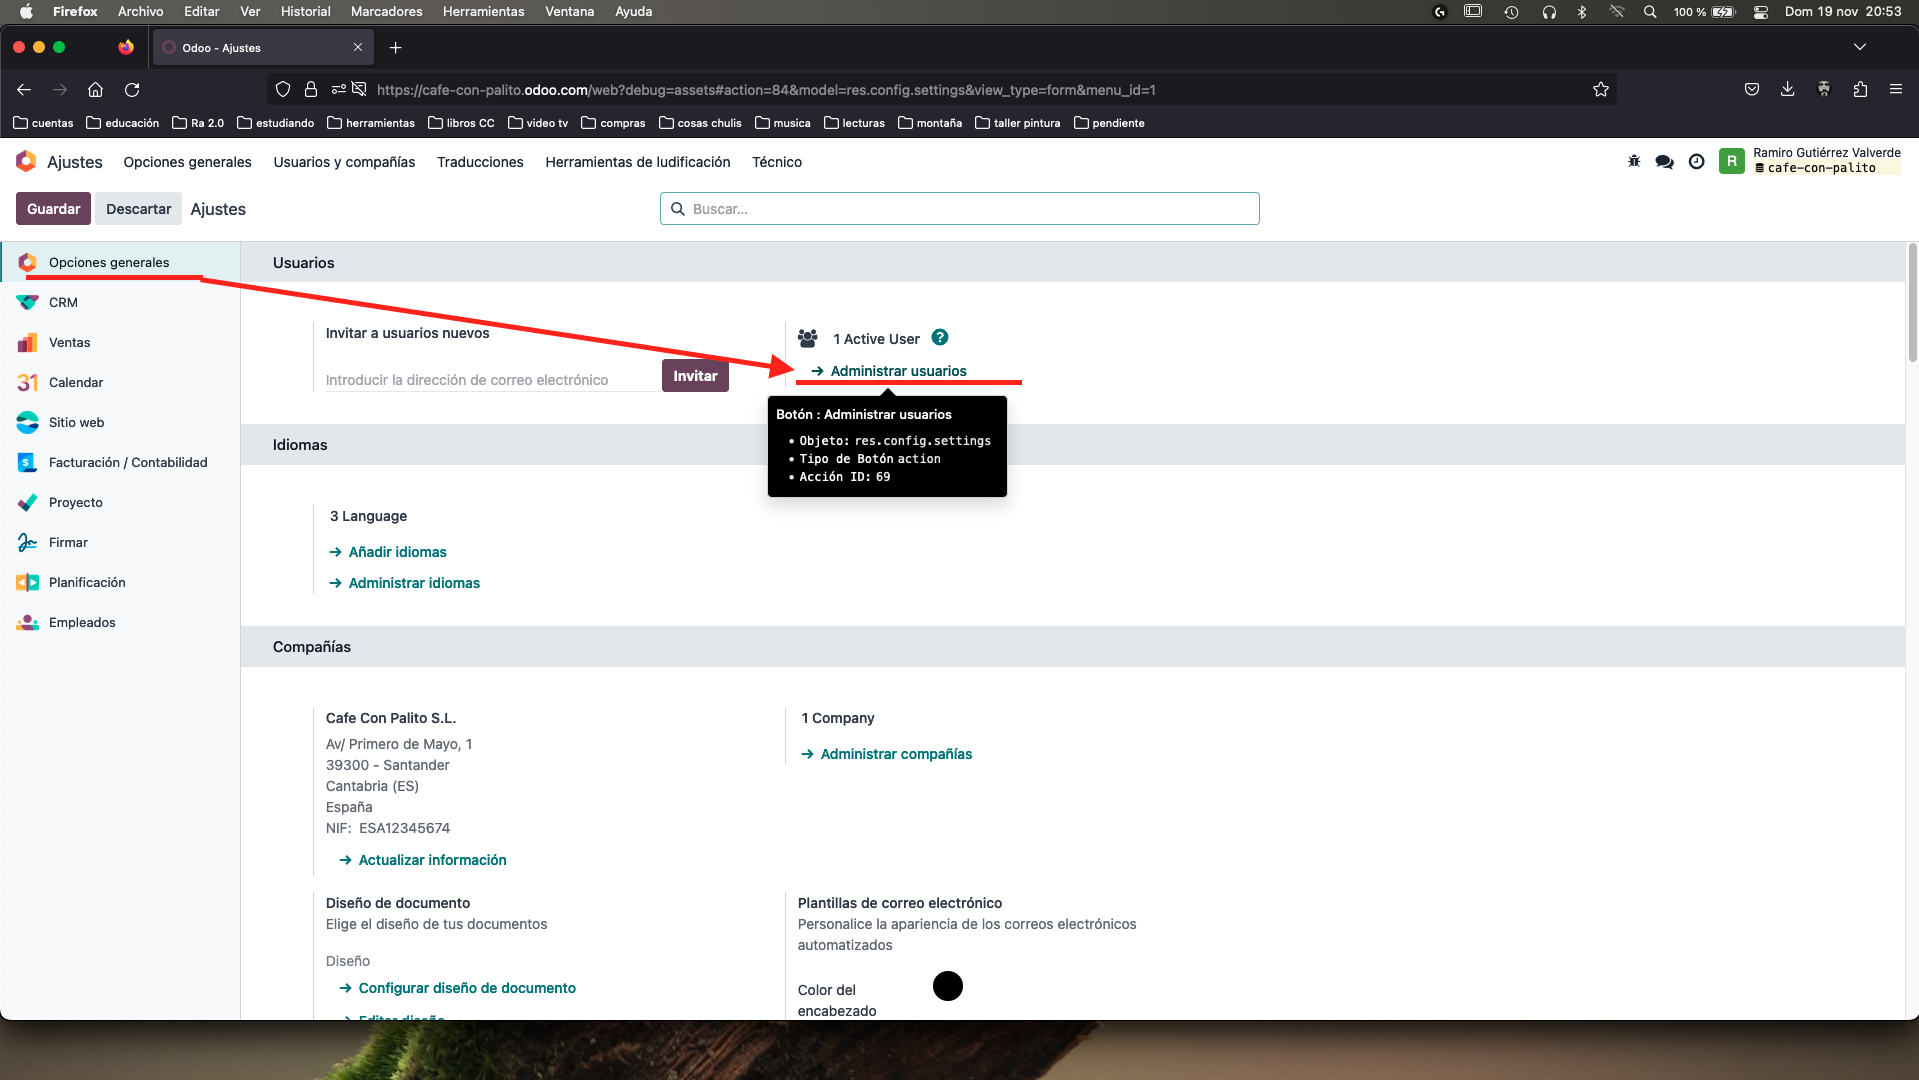 Firefox Archivo Editar Ver Historial Marcadores Herramientas Ventana Ayuda 100 % Dom 19 nov 20:53
Odoo - Ajustes
https://cafe-con-palito.odoo.com/web?debug=assets#action=84&model=res.config.settings&view_type=form&menu_id=1
cuentas educación Ra 2.0 estudiando herramientas libros CC video tv compras cosas chulis musica lecturas montaña taller pintura pendiente
Ajustes Opciones generales Usuarios y compañías Traducciones Herramientas de ludificación Técnico
R Ramiro Gutiérrez Valverde
cafe-con-palito
Guardar Descartar Ajustes Buscar...
Opciones generales
CRM
Ventas
31 Calendar
Sitio web
$ Facturación / Contabilidad
Proyecto
Firmar
Planificación
Empleados
Usuarios
Invitar a usuarios nuevos
Introducir la dirección de correo electrónico Invitar
1 Active User ?
Administrar usuarios
Botón : Administrar usuarios
• Objeto: res.config.settings
• Tipo de Botón action
• Acción ID: 69
Idiomas
3 Language
Añadir idiomas
Administrar idiomas
Compañías
Cafe Con Palito S.L.
Av/ Primero de Mayo, 1
39300 - Santander
Cantabria (ES)
España
NIF: ESA12345674
Actualizar información
1 Company
Administrar compañías
Diseño de documento
Elige el diseño de tus documentos
Diseño
Configurar diseño de documento
Editar diseño
Plantillas de correo electrónico
Personalice la apariencia de los correos electrónicos
automatizados
Color del
encabezado